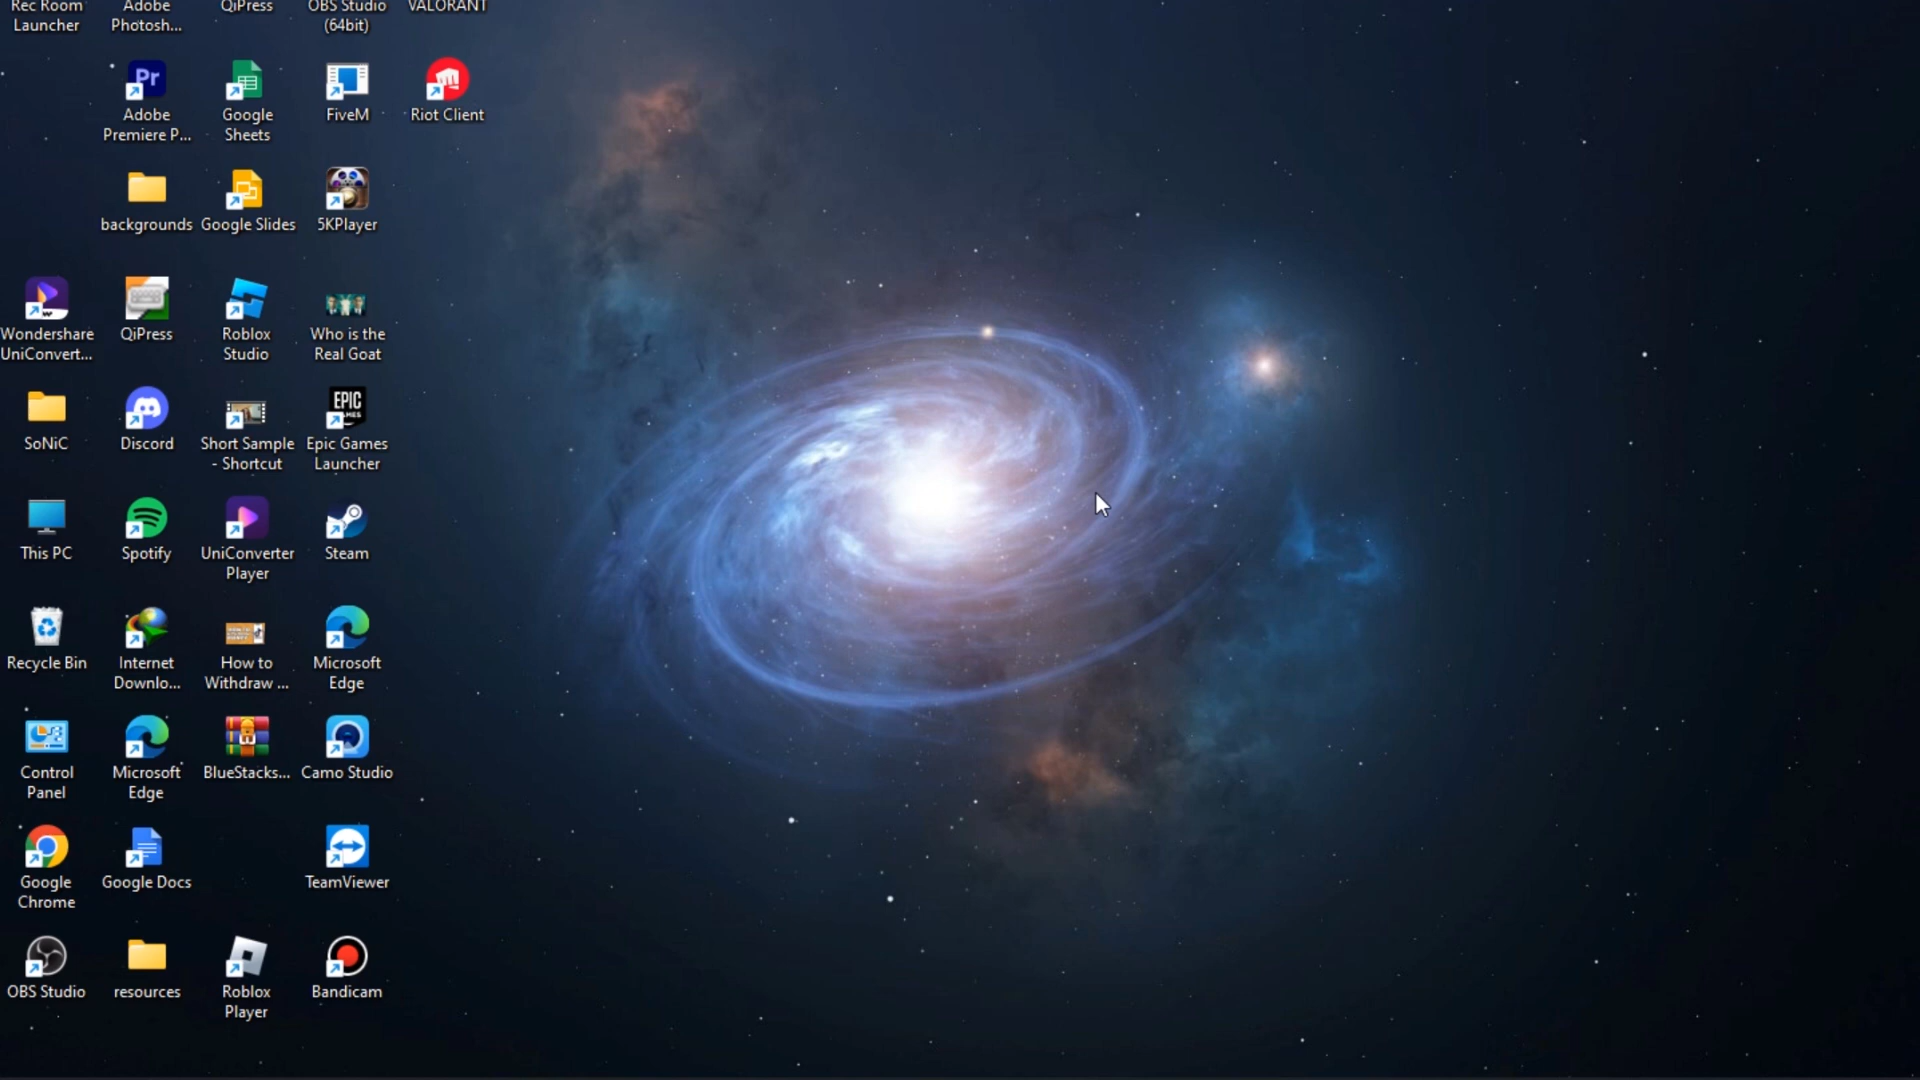 Rec Room
Launcher
Adobe
Photosh...
QiPress
OBS Studio
(64bit)
VALORANT
Pr
Adobe
Premiere P...
Google
Sheets
FiveM
Riot Client
backgrounds
Google Slides
5KPlayer
Wondershare
UniConvert...
QiPress
Roblox
Studio
Who is the
Real Goat
SoNiC
Discord
Short Sample
- Shortcut
EPIC
GAMES
Epic Games
Launcher
This PC
Spotify
UniConverter
Player
Steam
Recycle Bin
Internet
Downlo...
How to
Withdraw ...
Microsoft
Edge
Control
Panel
Microsoft
Edge
BlueStacks...
Camo Studio
Google
Chrome
Google Docs
TeamViewer
OBS Studio
resources
Roblox
Player
Bandicam